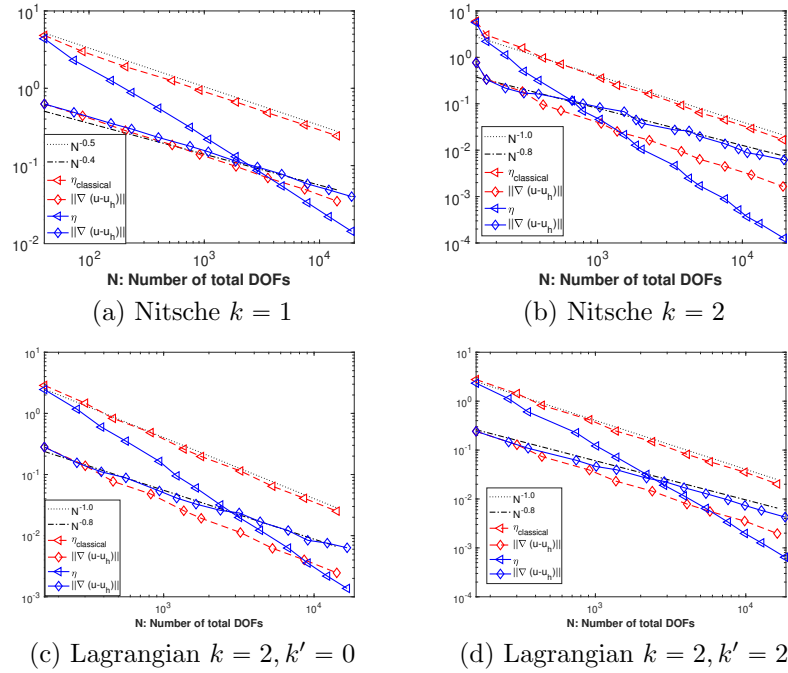 10^1
10^0
10^-1
10^-2
N^-0.5
N^-0.4
η_classical
||∇ (u-u_h)||
η
||∇ (u-u_h)||
10^2
10^3
10^4
N: Number of total DOFs
(a) Nitsche k = 1
10^2
10^1
10^0
10^-1
10^-2
10^-3
10^-4
N^-1.0
N^-0.8
η_classical
||∇ (u-u_h)||
η
||∇ (u-u_h)||
10^3
10^4
N: Number of total DOFs
(b) Nitsche k = 2
10^1
10^0
10^-1
10^-2
10^-3
N^-1.0
N^-0.8
η_classical
||∇ (u-u_h)||
η
||∇ (u-u_h)||
10^3
10^4
N: Number of total DOFs
(c) Lagrangian k = 2, k′ = 0
10^1
10^0
10^-1
10^-2
10^-3
10^-4
N^-1.0
N^-0.8
η_classical
||∇ (u-u_h)||
η
||∇ (u-u_h)||
10^3
10^4
N: Number of total DOFs
(d) Lagrangian k = 2, k′ = 2